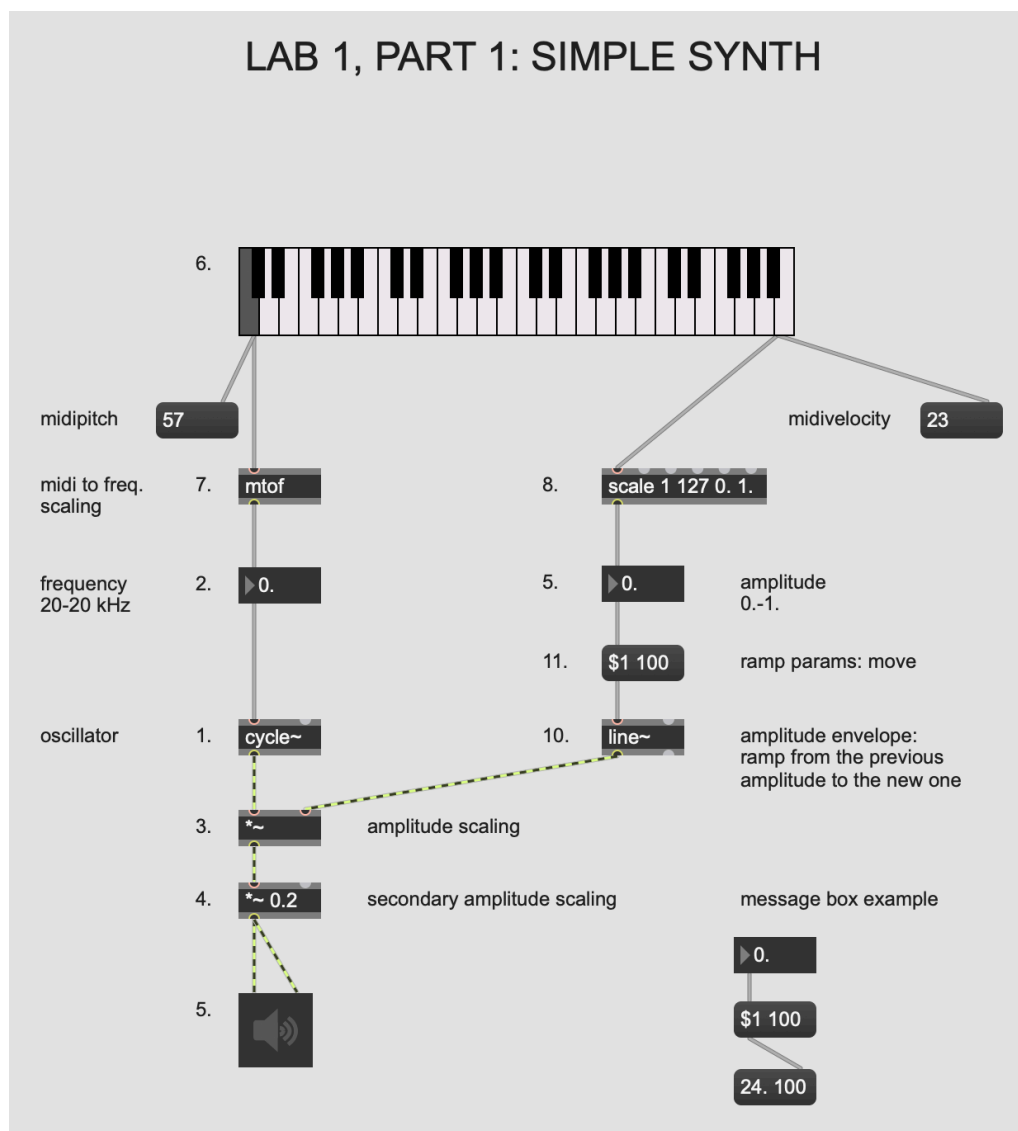 LAB 1, PART 1: SIMPLE SYNTH
6.
midipitch
57
midivelocity
23
midi to freq.
scaling
7.
mtof
8.
scale 1 127 0. 1.
frequency
20-20 kHz
2.
0.
5.
0.
amplitude
0.-1.
11.
$1 100
ramp params: move
oscillator
1.
cycle~
10.
line~
amplitude envelope:
ramp from the previous
amplitude to the new one
3.
*~
amplitude scaling
4.
*~ 0.2
secondary amplitude scaling
message box example
0.
5.
$1 100
24. 100